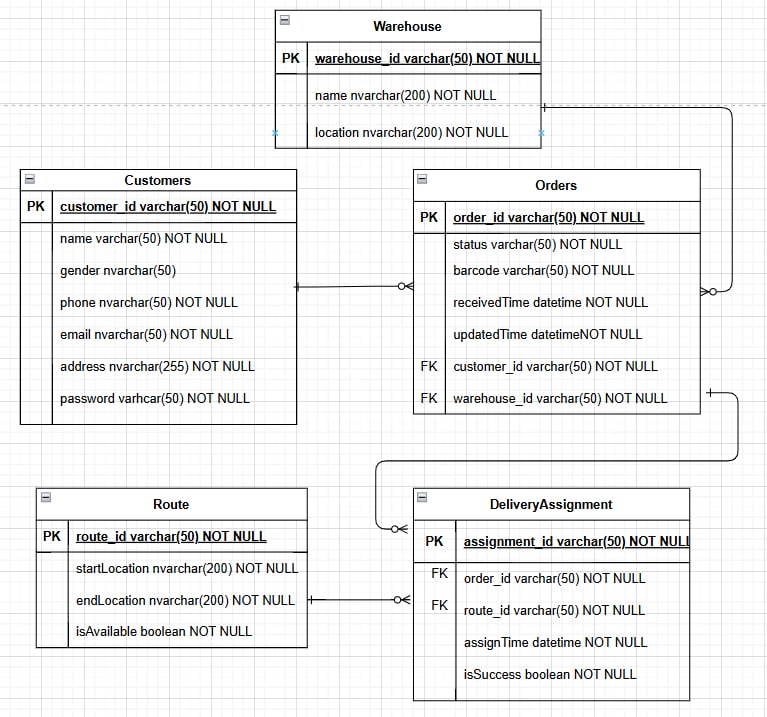 Warehouse
PK warehouse_id varchar(50) NOT NULL
name nvarchar(200) NOT NULL
location nvarchar(200) NOT NULL
Customers
PK customer_id varchar(50) NOT NULL
name varchar(50) NOT NULL
gender nvarchar(50)
phone nvarchar(50) NOT NULL
email nvarchar(50) NOT NULL
address nvarchar(255) NOT NULL
password varhcar(50) NOT NULL
Orders
PK order_id varchar(50) NOT NULL
status varchar(50) NOT NULL
barcode varchar(50) NOT NULL
receivedTime datetime NOT NULL
updatedTime datetimeNOT NULL
FK customer_id varchar(50) NOT NULL
FK warehouse_id varchar(50) NOT NULL
Route
PK route_id varchar(50) NOT NULL
startLocation nvarchar(200) NOT NULL
endLocation nvarchar(200) NOT NULL
isAvailable boolean NOT NULL
DeliveryAssignment
PK assignment_id varchar(50) NOT NULL
FK order_id varchar(50) NOT NULL
FK route_id varchar(50) NOT NULL
assignTime datetime NOT NULL
isSuccess boolean NOT NULL